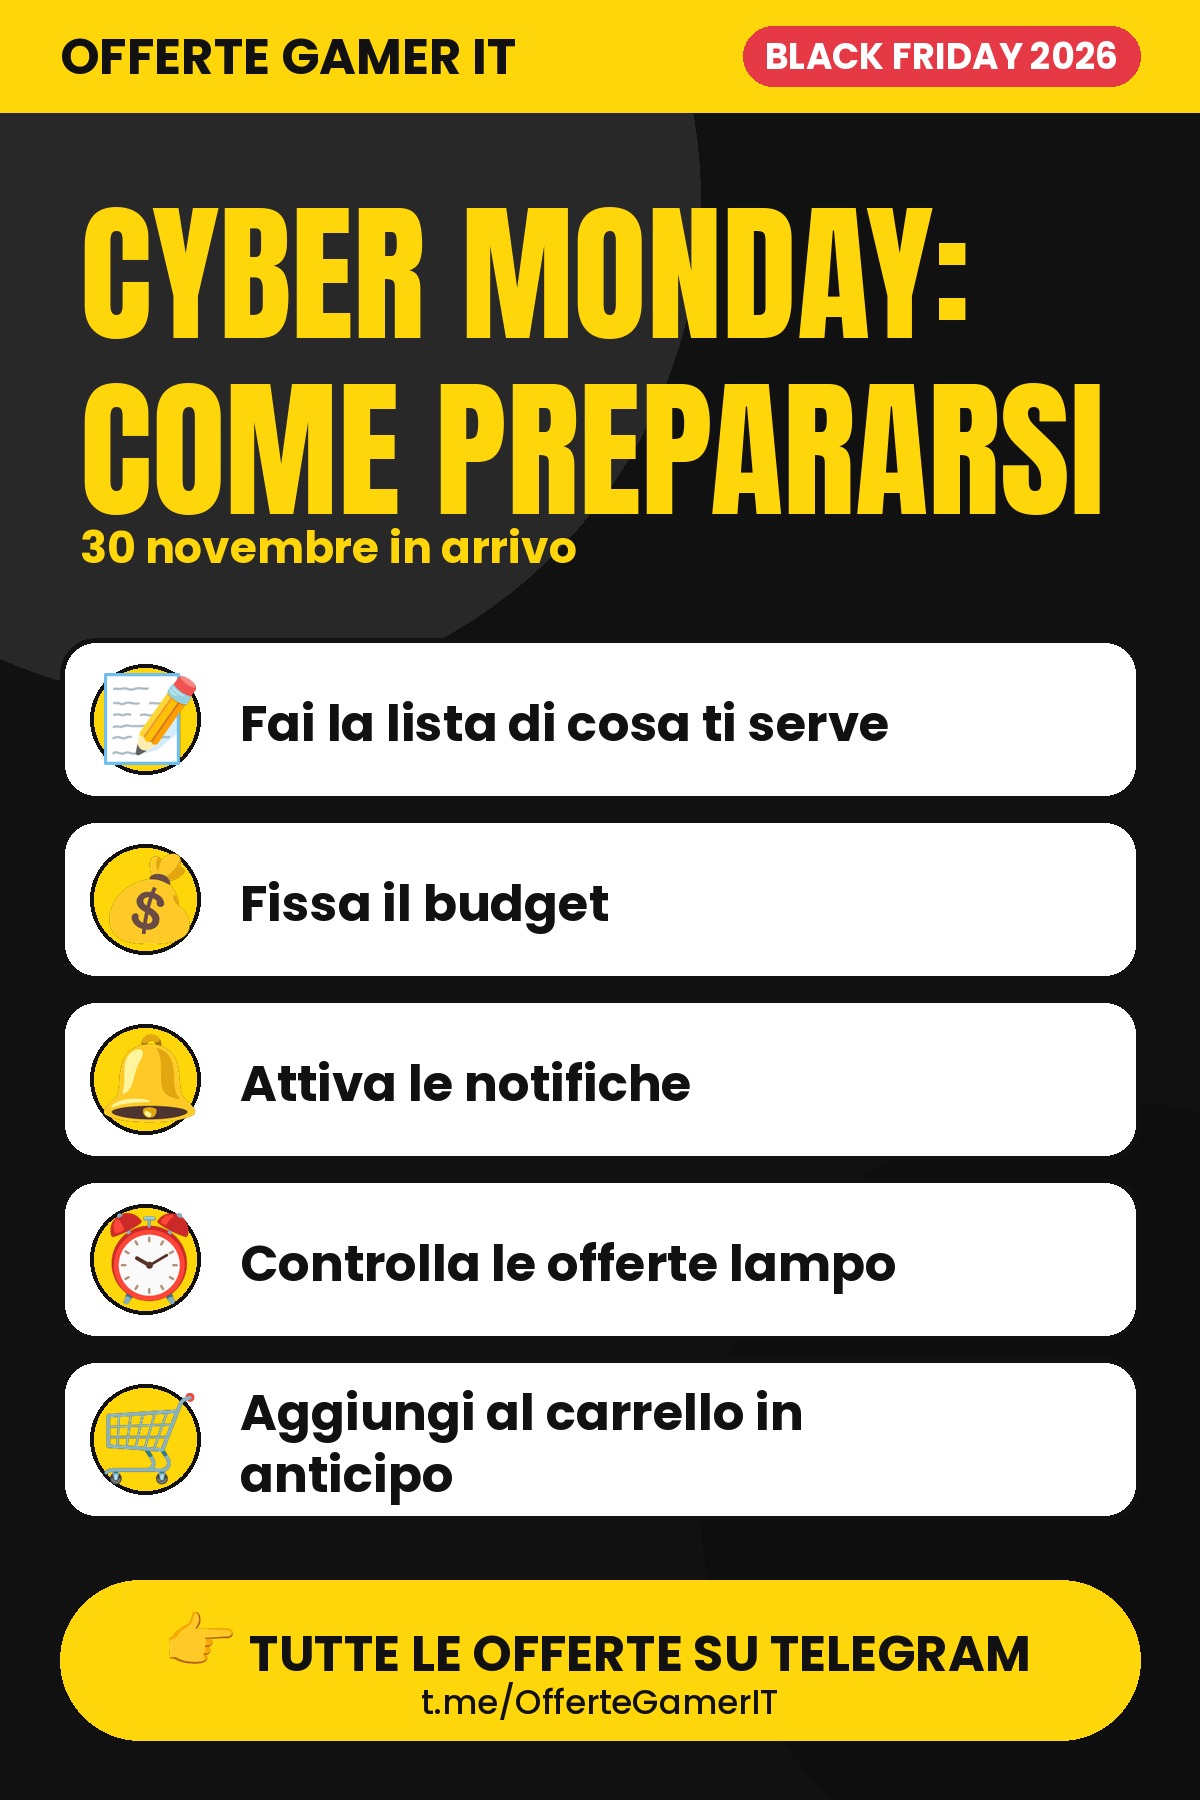 OFFERTE GAMER IT
BLACK FRIDAY 2026
CYBER MONDAY:
COME PREPARARSI
30 novembre in arrivo
Fai la lista di cosa ti serve
Fissa il budget
Attiva le notifiche
Controlla le offerte lampo
Aggiungi al carrello in
anticipo
TUTTE LE OFFERTE SU TELEGRAM
t.me/OfferteGamerIT